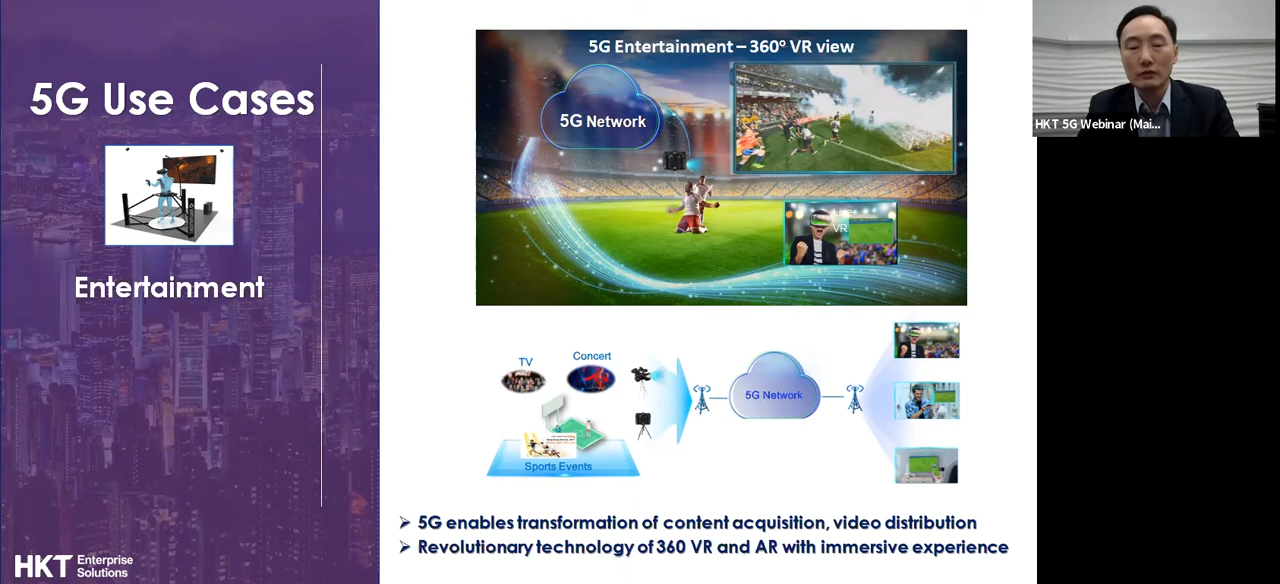 5G Use Cases
Entertainment
HKT Enterprise
Solutions
5G Entertainment – 360º VR view
5G Network
VR
TV
Concert
Sports Events
5G Network
➢ 5G enables transformation of content acquisition, video distribution
➢ Revolutionary technology of 360 VR and AR with immersive experience
HKT 5G Webinar (Mai...